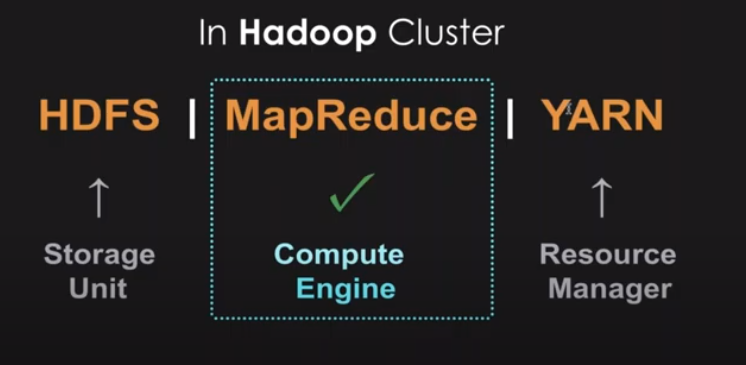 In Hadoop Cluster
HDFS | MapReduce | YARN
Storage
Unit
Compute
Engine
Resource
Manager